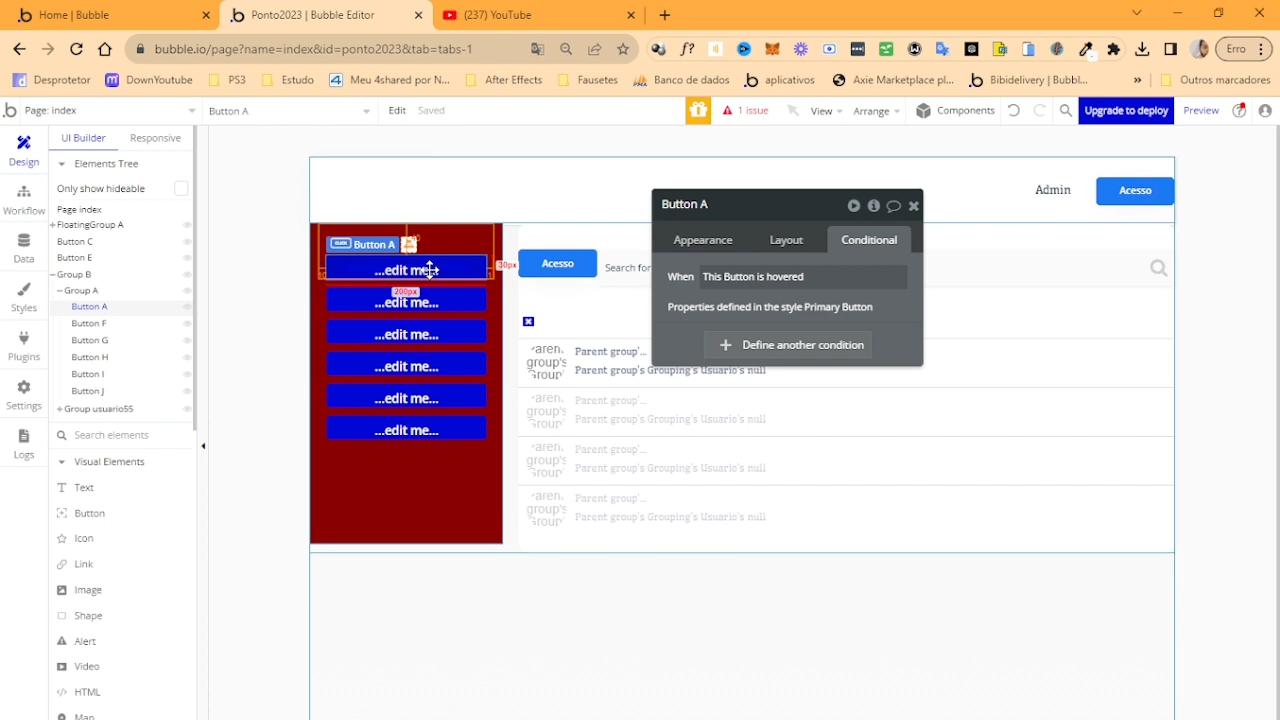 Home | Bubble
Ponto2023 | Bubble Editor
(237) YouTube
bubble.io/page?name=index&id=ponto2023&tab=tabs-1
Erro
Desprotetor
DownYoutube
PS3
Estudo
Meu 4shared por N...
After Effects
Fausetes
Banco de dados
aplicativos
Axie Marketplace pl...
Bibidelivery | Bubbl...
»
Outros marcadores
Page: index
Button A
Edit
Saved
1 issue
View
Arrange
Components
Upgrade to deploy
Preview
Design
Workflow
Data
Styles
Plugins
Settings
Logs
UI Builder
Responsive
Elements Tree
Only show hideable
Page index
+FloatingGroup A
Button C
Button E
−Group B
−Group A
Button A
Button F
Button G
Button H
Button I
Button J
+Group usuario55
Search elements
Visual Elements
Text
Button
Icon
Link
Image
Shape
Alert
Video
HTML
Map
Admin
Acesso
CLICK Button A
...edit me...
30px
200px
...edit me...
...edit me...
...edit me...
...edit me...
...edit me...
Acesso
Search for
Button A
Appearance
Layout
Conditional
When This Button is hovered
Properties defined in the style Primary Button
+ Define another condition
Parent group'...
Parent group's Grouping's Usuario's null
Parent group'...
Parent group's Grouping's Usuario's null
Parent group'...
Parent group's Grouping's Usuario's null
Parent group'...
Parent group's Grouping's Usuario's null